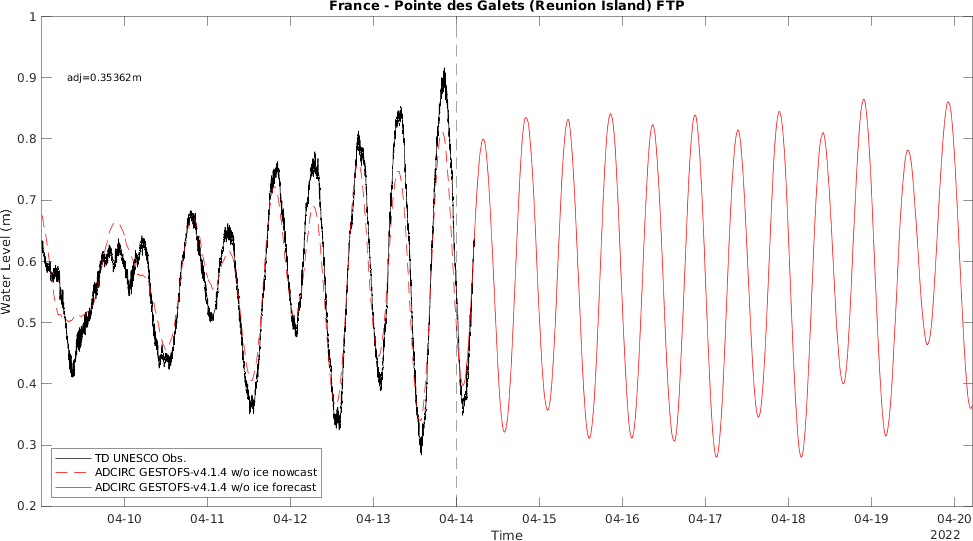 France - Pointe des Galets (Reunion Island) FTP
1
0.9
0.8
0.7
0.6
0.5
0.4
0.3
0.2
Water Level (m)
adj=0.35362m
TD UNESCO Obs.
ADCIRC GESTOFS-v4.1.4 w/o ice nowcast
ADCIRC GESTOFS-v4.1.4 w/o ice forecast
04-10 04-11 04-12 04-13 04-14 04-15 04-16 04-17 04-18 04-19 04-20
Time
2022